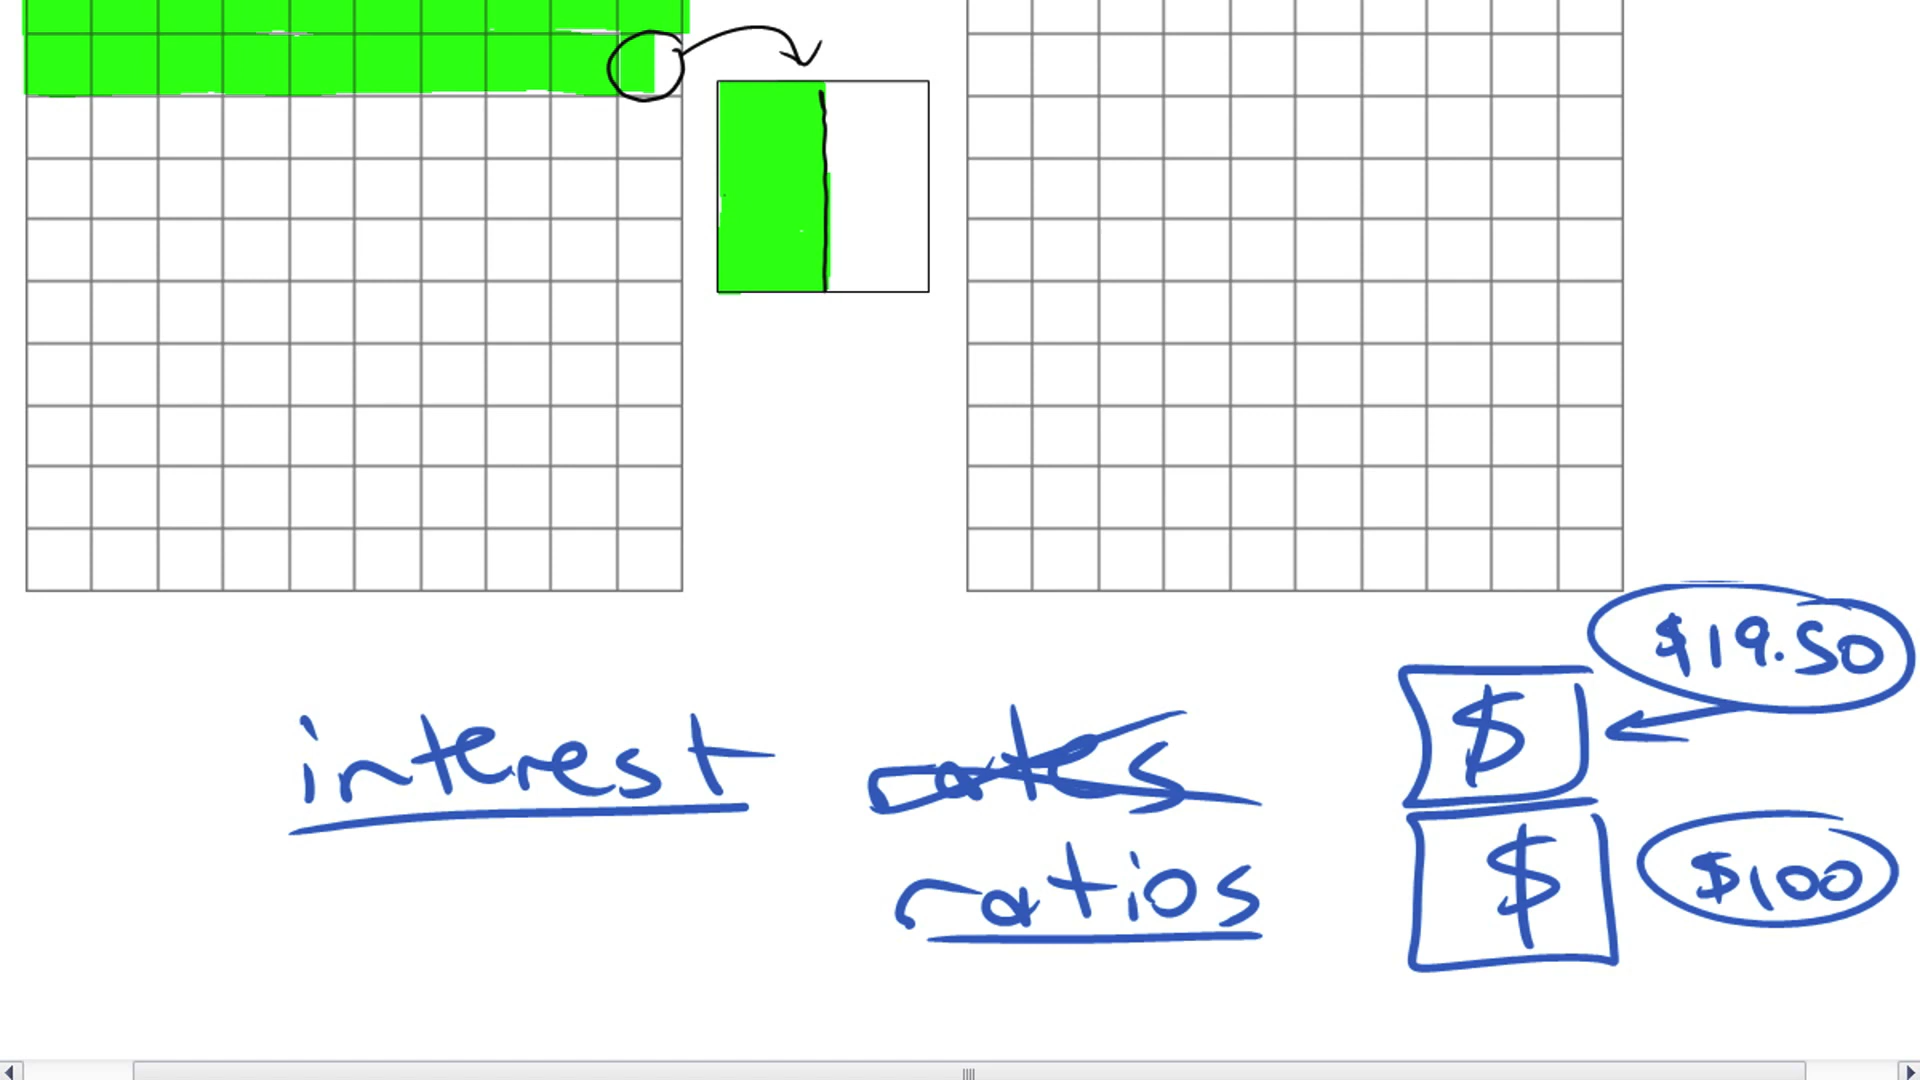 $19.50
interest rates $
ratios $ $100